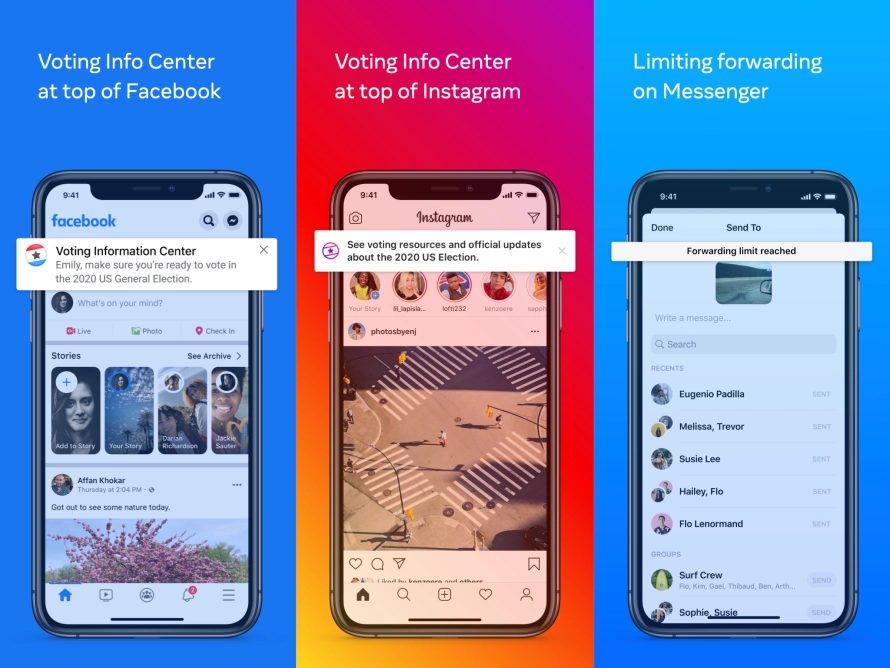 Voting Info Center
at top of Facebook
9:41
facebook
Voting Information Center
Emily, make sure you're ready to vote in
the 2020 US General Election.
What's on your mind?
Live
Photo
Check In
Stories
See Archive
Add to Story
Your Story
Darian
Richardson
Jackie
Sauter
Affan Khokar
Thursday at 2:04 PM ·
Got out to see some nature today.
2
Voting Info Center
at top of Instagram
9:41
Instagram
See voting resources and official updates
about the 2020 US Election.
Your Story
lil_lapisla...
lofti232
kenzoere
sapph
photosbyenj
Liked by kenzoere and others
Limiting forwarding
on Messenger
9:41
Done
Send To
Forwarding limit reached
Write a message...
Search
RECENTS
Eugenio Padilla
SENT
Melissa, Trevor
SENT
Susie Lee
SENT
Hailey, Flo
SENT
Flo Lenormand
SENT
GROUPS
Surf Crew
Flo, Kim, Gael, Thibaud, Ben, Arth...
SEND
Sophie, Susie
SEND